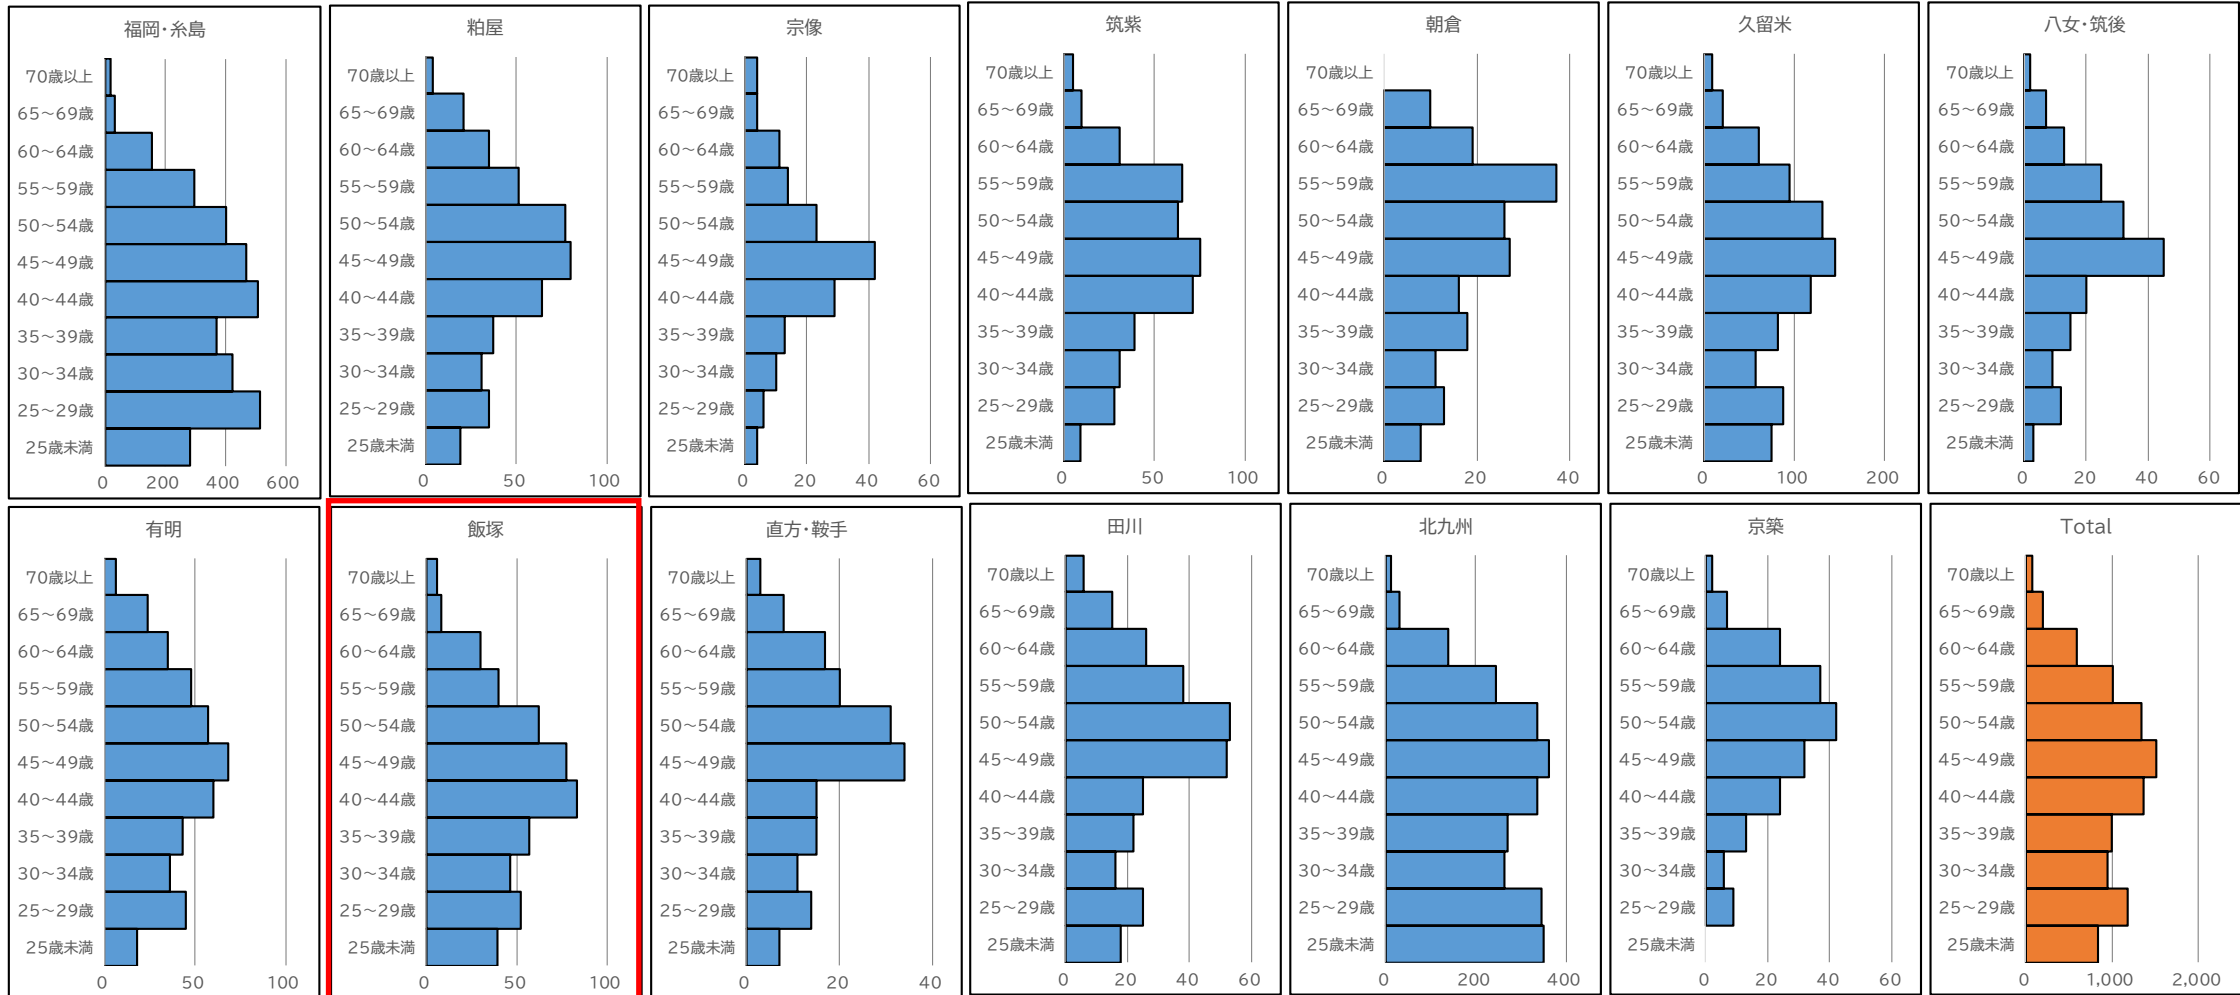 福岡・糸島
70歳以上
65～69歳
60～64歳
55～59歳
50～54歳
45～49歳
40～44歳
35～39歳
30～34歳
25～29歳
25歳未満
0 200 400 600
粕屋
70歳以上
65～69歳
60～64歳
55～59歳
50～54歳
45～49歳
40～44歳
35～39歳
30～34歳
25～29歳
25歳未満
0 50 100
宗像
70歳以上
65～69歳
60～64歳
55～59歳
50～54歳
45～49歳
40～44歳
35～39歳
30～34歳
25～29歳
25歳未満
0 20 40 60
筑紫
70歳以上
65～69歳
60～64歳
55～59歳
50～54歳
45～49歳
40～44歳
35～39歳
30～34歳
25～29歳
25歳未満
0 50 100
朝倉
70歳以上
65～69歳
60～64歳
55～59歳
50～54歳
45～49歳
40～44歳
35～39歳
30～34歳
25～29歳
25歳未満
0 20 40
久留米
70歳以上
65～69歳
60～64歳
55～59歳
50～54歳
45～49歳
40～44歳
35～39歳
30～34歳
25～29歳
25歳未満
0 100 200
八女・筑後
70歳以上
65～69歳
60～64歳
55～59歳
50～54歳
45～49歳
40～44歳
35～39歳
30～34歳
25～29歳
25歳未満
0 20 40 60
有明
70歳以上
65～69歳
60～64歳
55～59歳
50～54歳
45～49歳
40～44歳
35～39歳
30～34歳
25～29歳
25歳未満
0 50 100
飯塚
70歳以上
65～69歳
60～64歳
55～59歳
50～54歳
45～49歳
40～44歳
35～39歳
30～34歳
25～29歳
25歳未満
0 50 100
直方・鞍手
70歳以上
65～69歳
60～64歳
55～59歳
50～54歳
45～49歳
40～44歳
35～39歳
30～34歳
25～29歳
25歳未満
0 20 40
田川
70歳以上
65～69歳
60～64歳
55～59歳
50～54歳
45～49歳
40～44歳
35～39歳
30～34歳
25～29歳
25歳未満
0 20 40 60
北九州
70歳以上
65～69歳
60～64歳
55～59歳
50～54歳
45～49歳
40～44歳
35～39歳
30～34歳
25～29歳
25歳未満
0 200 400
京築
70歳以上
65～69歳
60～64歳
55～59歳
50～54歳
45～49歳
40～44歳
35～39歳
30～34歳
25～29歳
25歳未満
0 20 40 60
Total
70歳以上
65～69歳
60～64歳
55～59歳
50～54歳
45～49歳
40～44歳
35～39歳
30～34歳
25～29歳
25歳未満
0 1,000 2,000